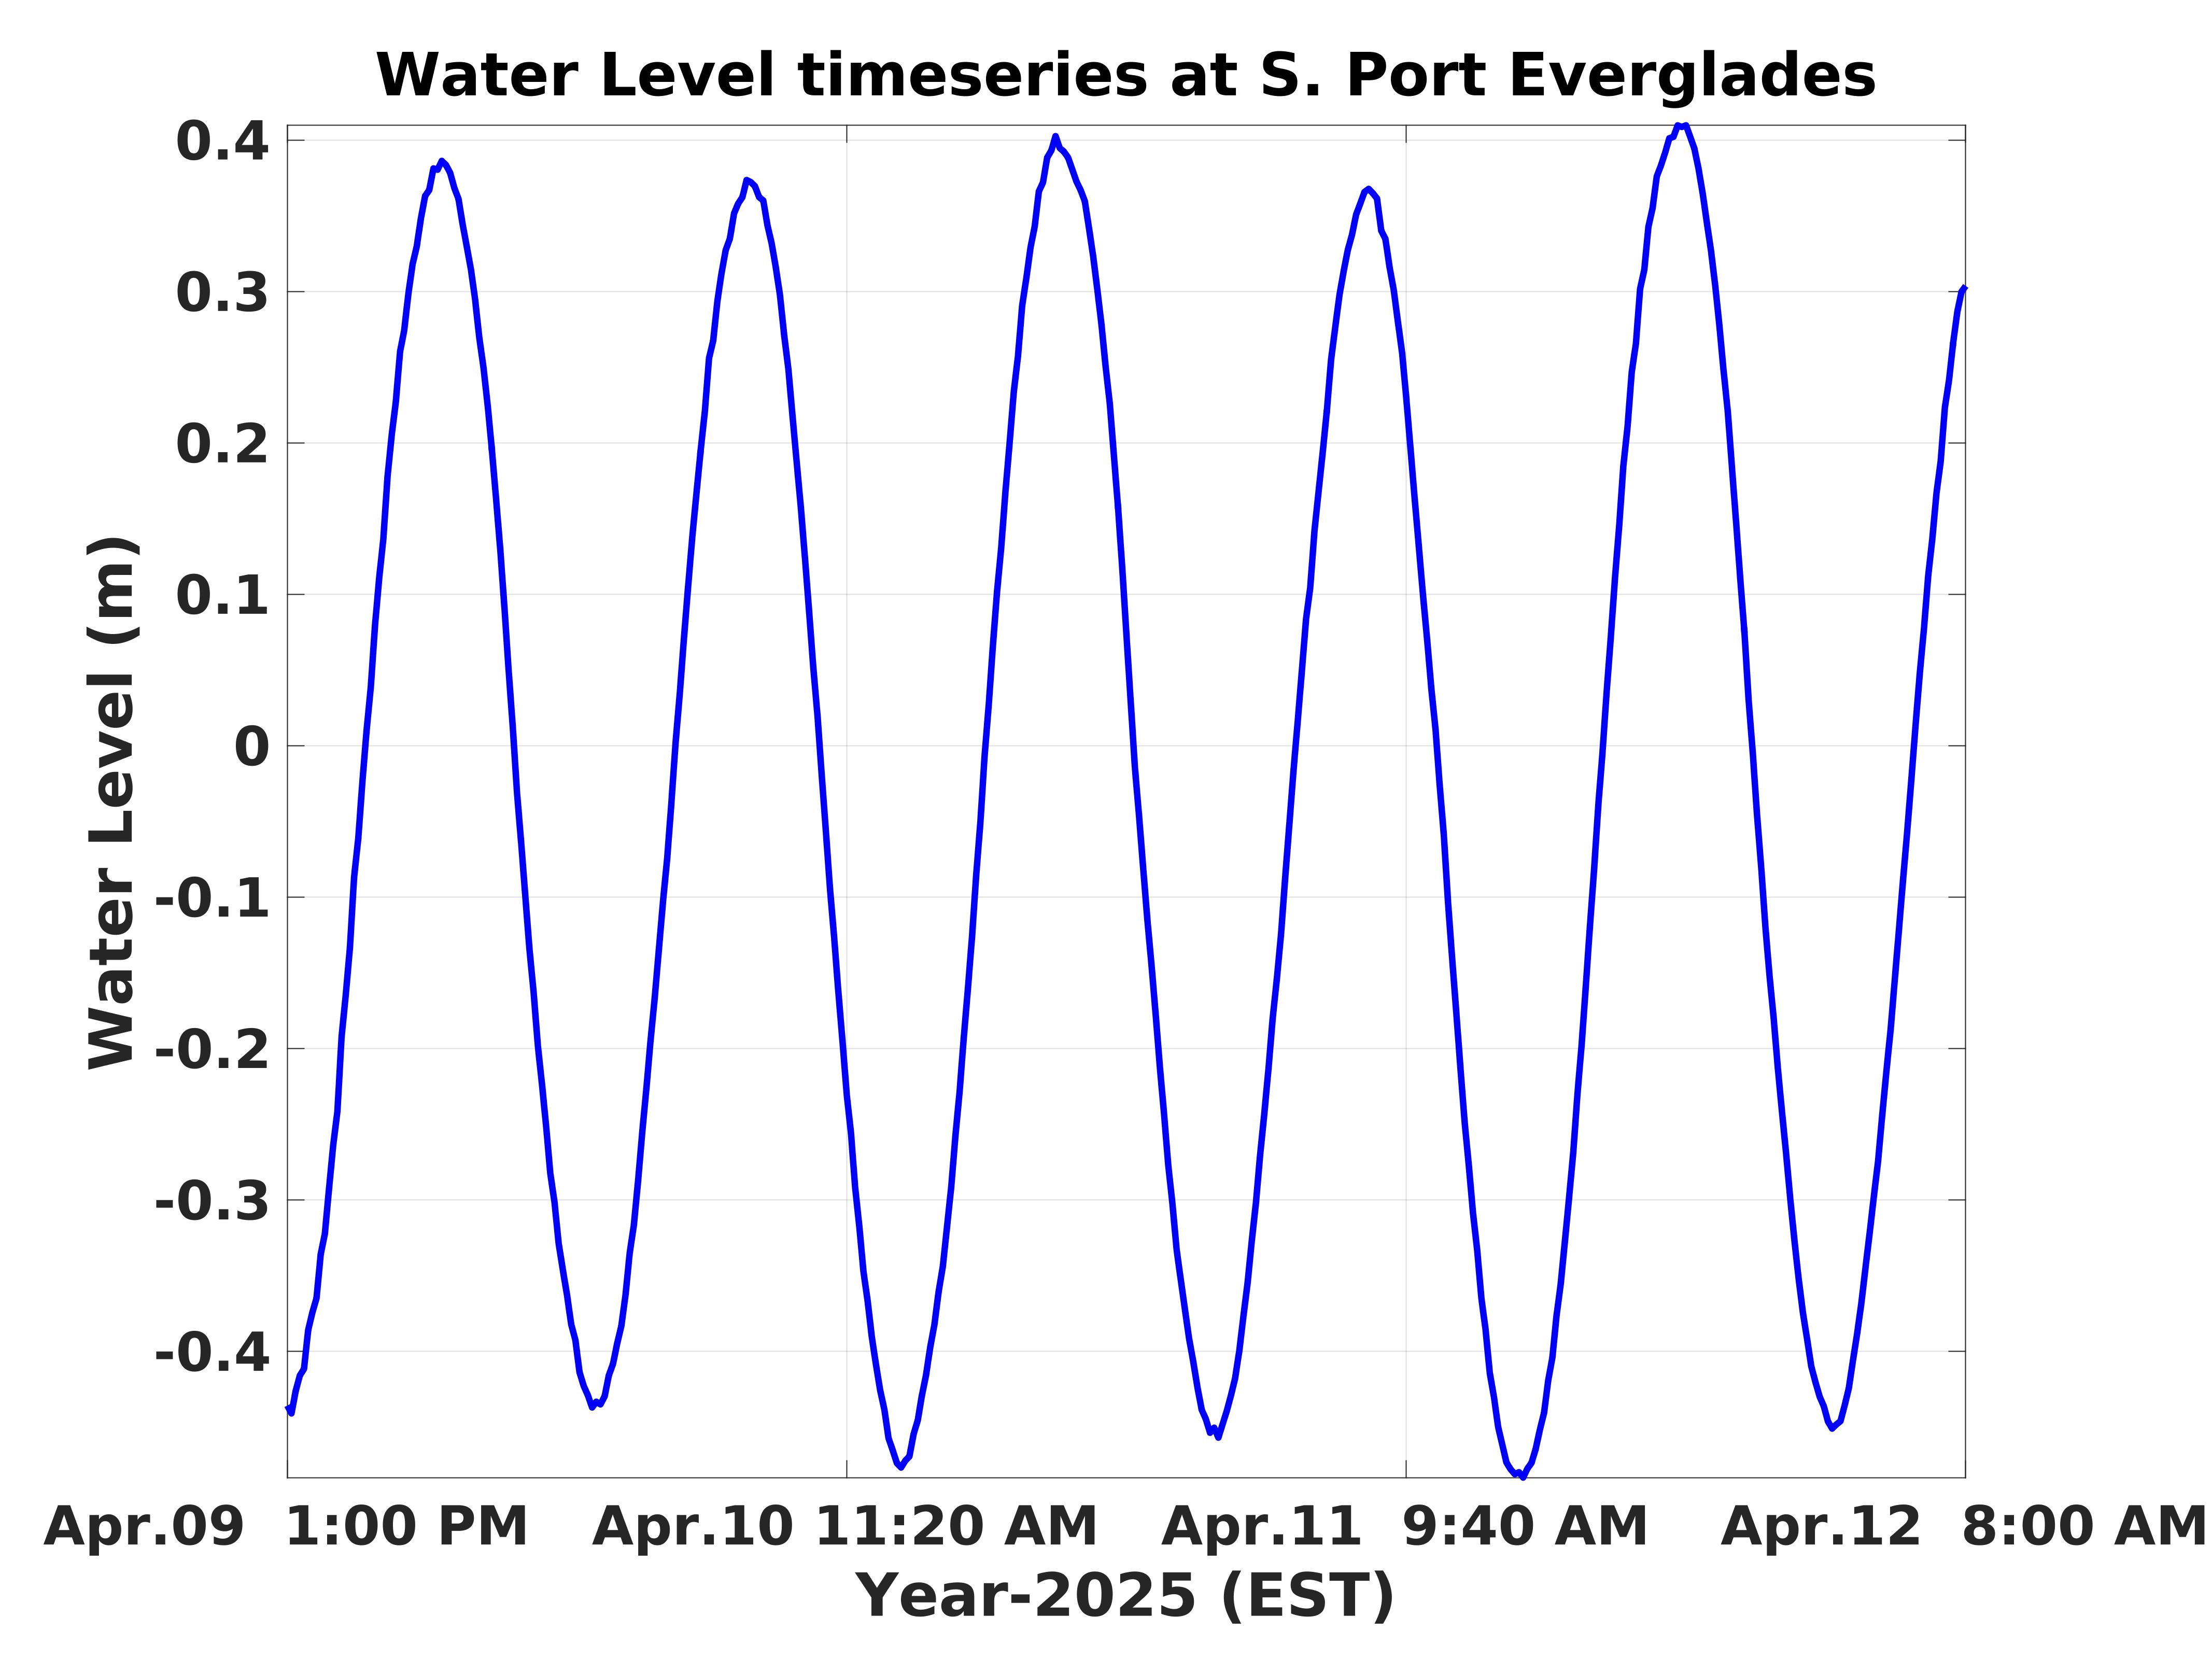 Water Level timeseries at S. Port Everglades
0.4
0.3
0.2
0.1
0
-0.1
-0.2
-0.3
-0.4
Water Level (m)
Apr.09 1:00 PM Apr.10 11:20 AM Apr.11 9:40 AM Apr.12 8:00 AM
Year-2025 (EST)